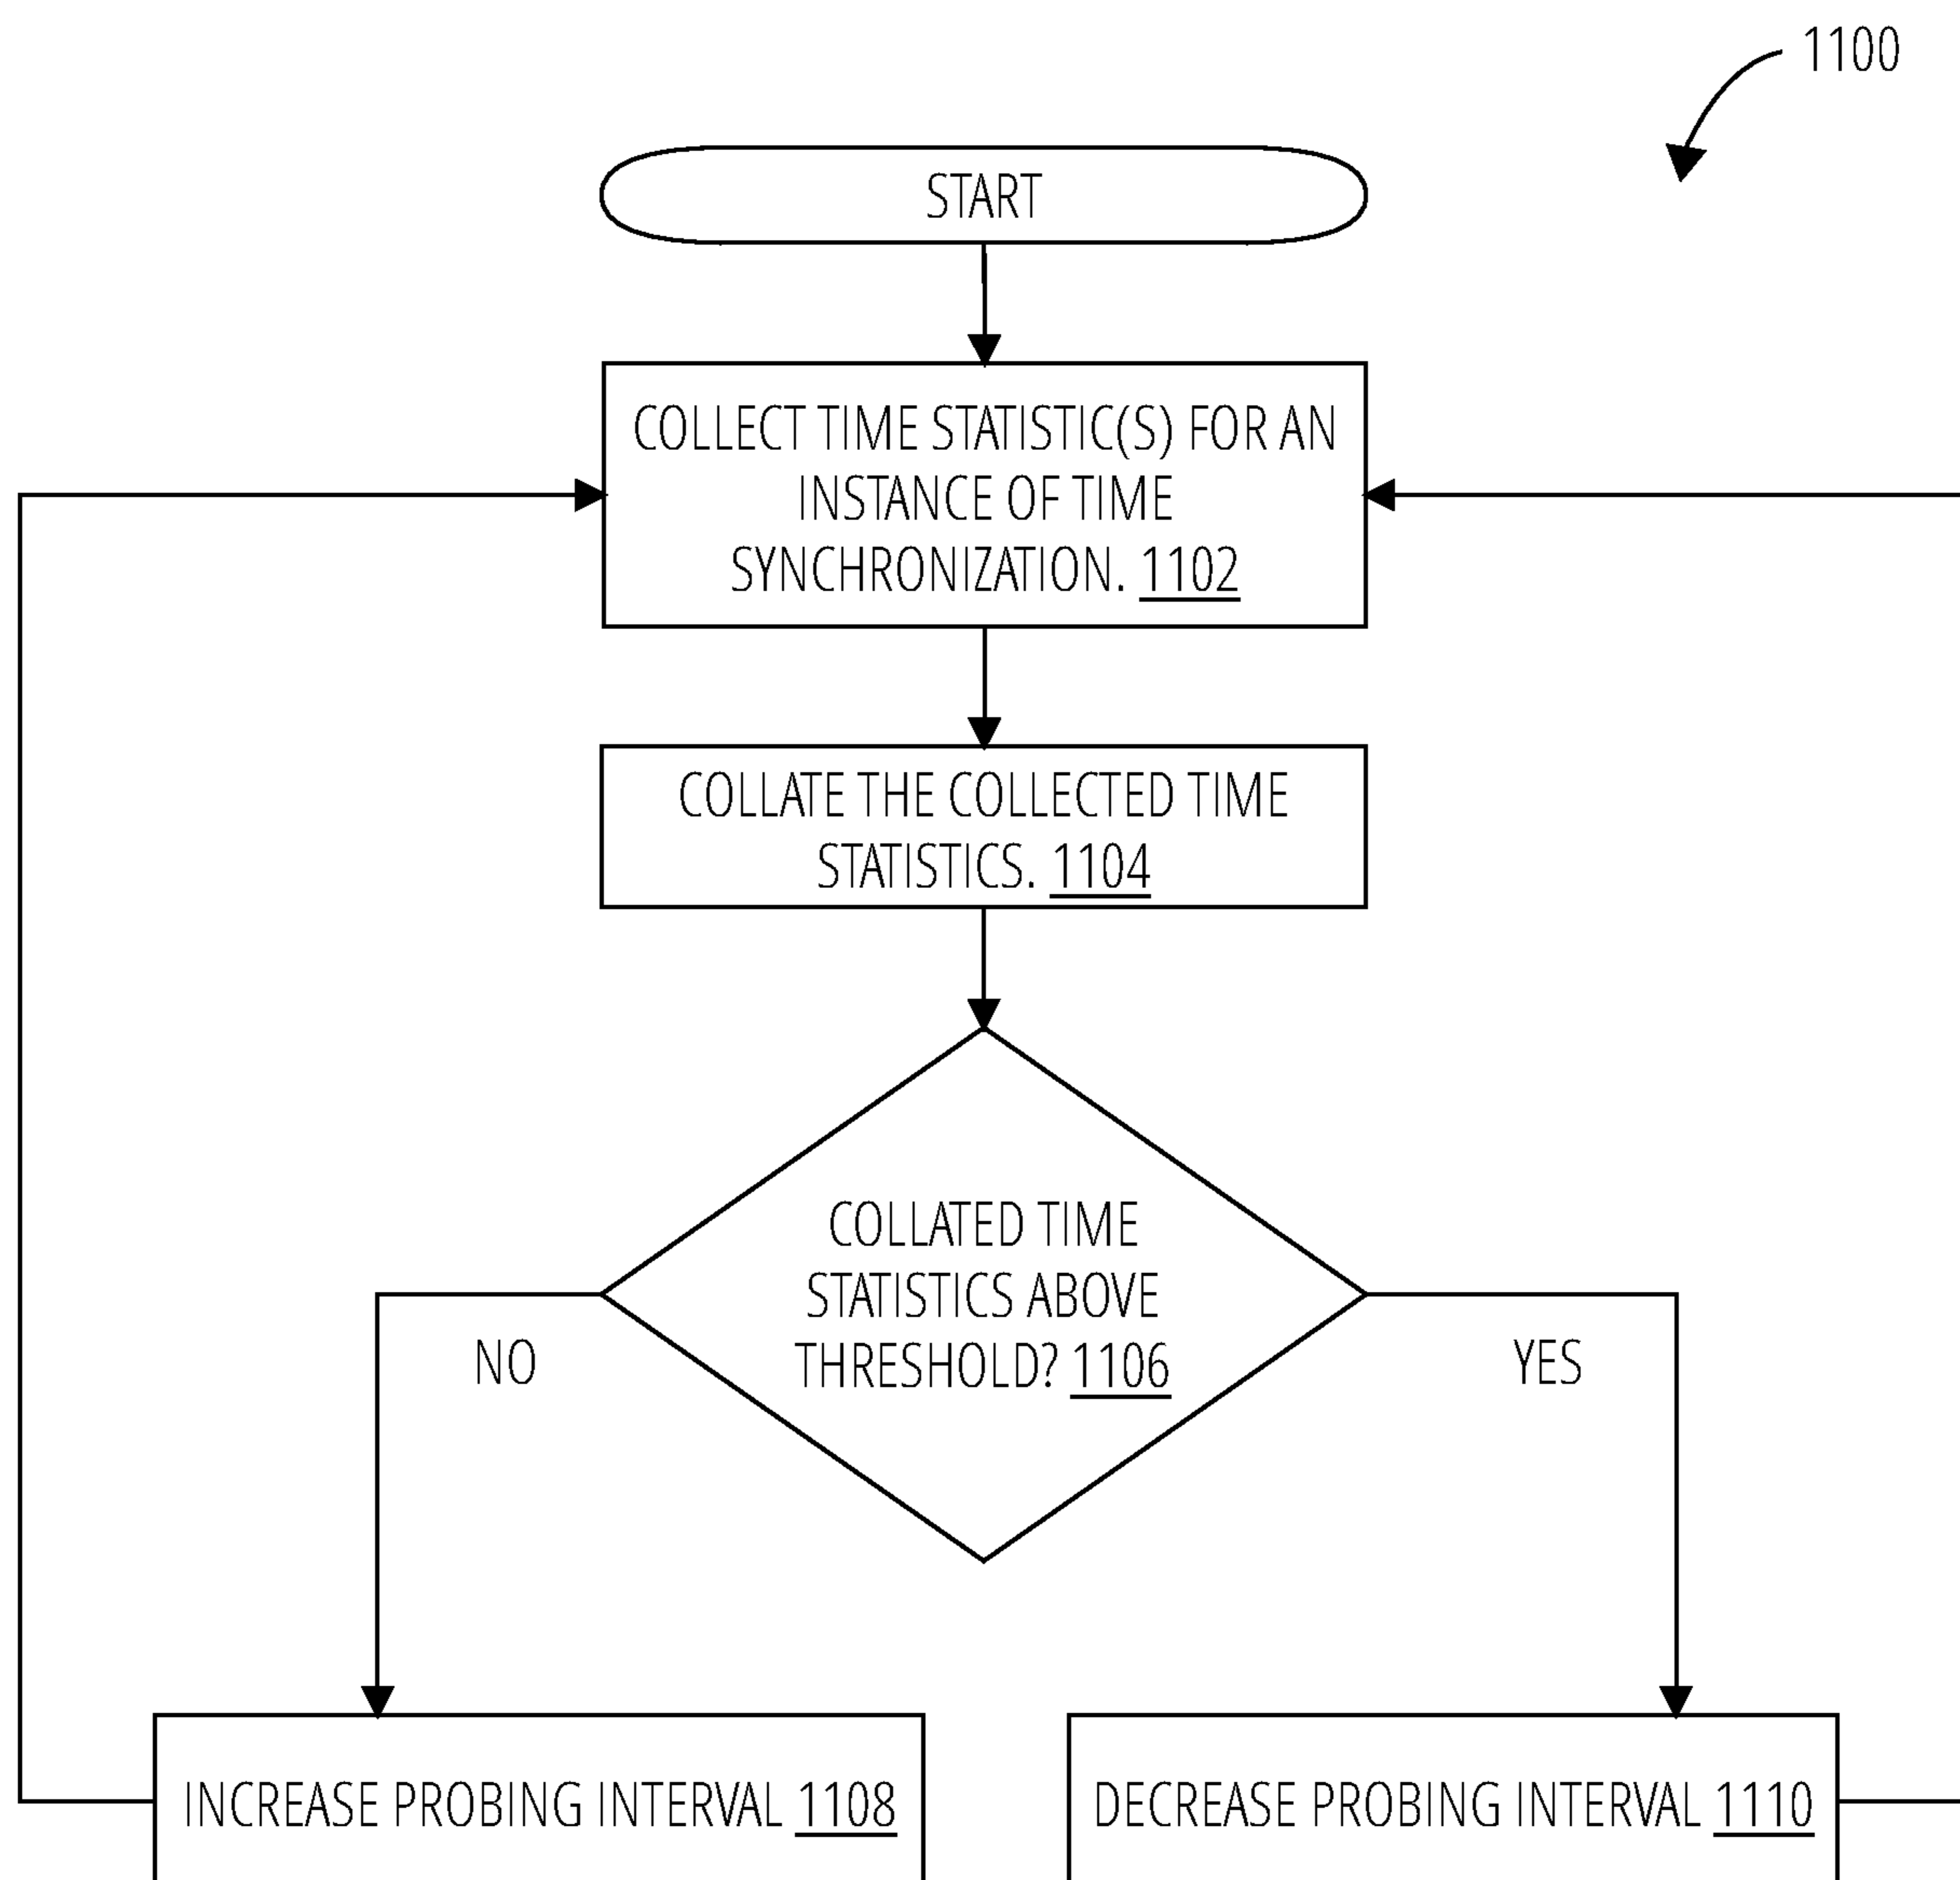 1100
START
COLLECT TIME STATISTIC(S) FOR AN
INSTANCE OF TIME
SYNCHRONIZATION. 1102
COLLATE THE COLLECTED TIME
STATISTICS. 1104
COLLATED TIME
STATISTICS ABOVE
THRESHOLD? 1106
NO
YES
INCREASE PROBING INTERVAL 1108
DECREASE PROBING INTERVAL 1110